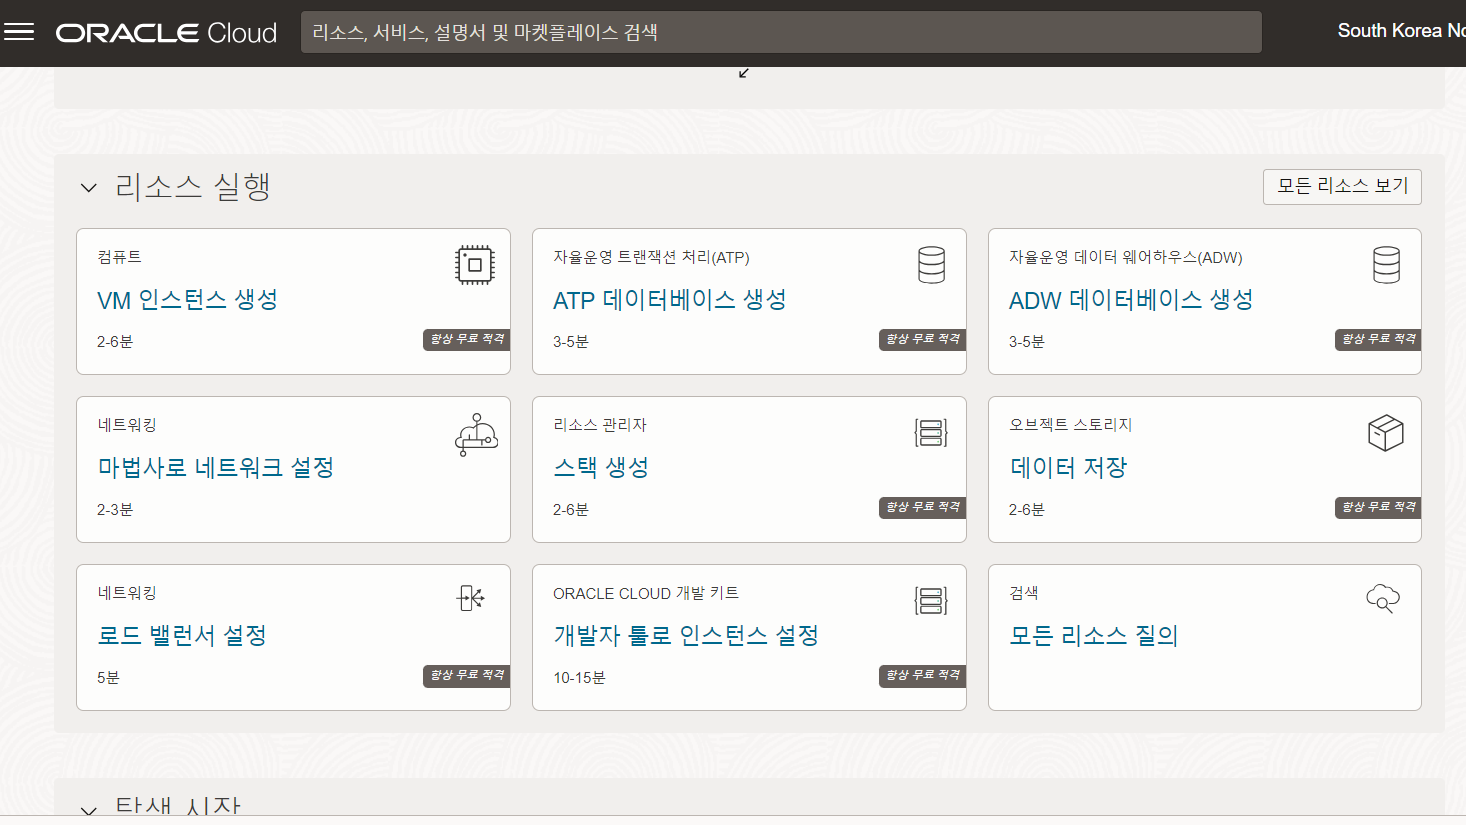 ORACLE Cloud
리소스, 서비스, 설명서 및 마켓플레이스 검색
South Korea
리소스 실행
모든 리소스 보기
컴퓨트
VM 인스턴스 생성
2-6분
항상 무료 적격
자율운영 트랜잭션 처리(ATP)
ATP 데이터베이스 생성
3-5분
항상 무료 적격
자율운영 데이터 웨어하우스(ADW)
ADW 데이터베이스 생성
3-5분
항상 무료 적격
네트워킹
마법사로 네트워크 설정
2-3분
리소스 관리자
스택 생성
2-6분
항상 무료 적격
오브젝트 스토리지
데이터 저장
2-6분
항상 무료 적격
네트워킹
로드 밸런서 설정
5분
항상 무료 적격
ORACLE CLOUD 개발 키트
개발자 툴로 인스턴스 설정
10-15분
항상 무료 적격
검색
모든 리소스 질의